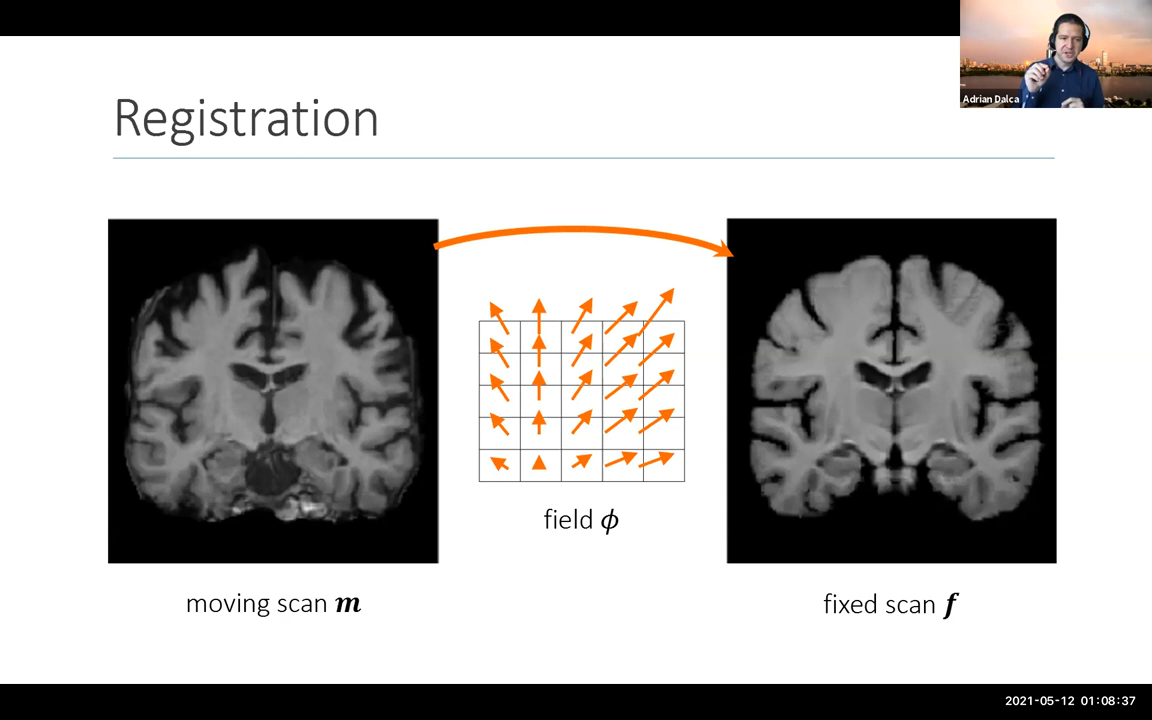 Adrian Dalca
Registration
field ϕ
moving scan m
fixed scan f
2021-05-12 01:08:37